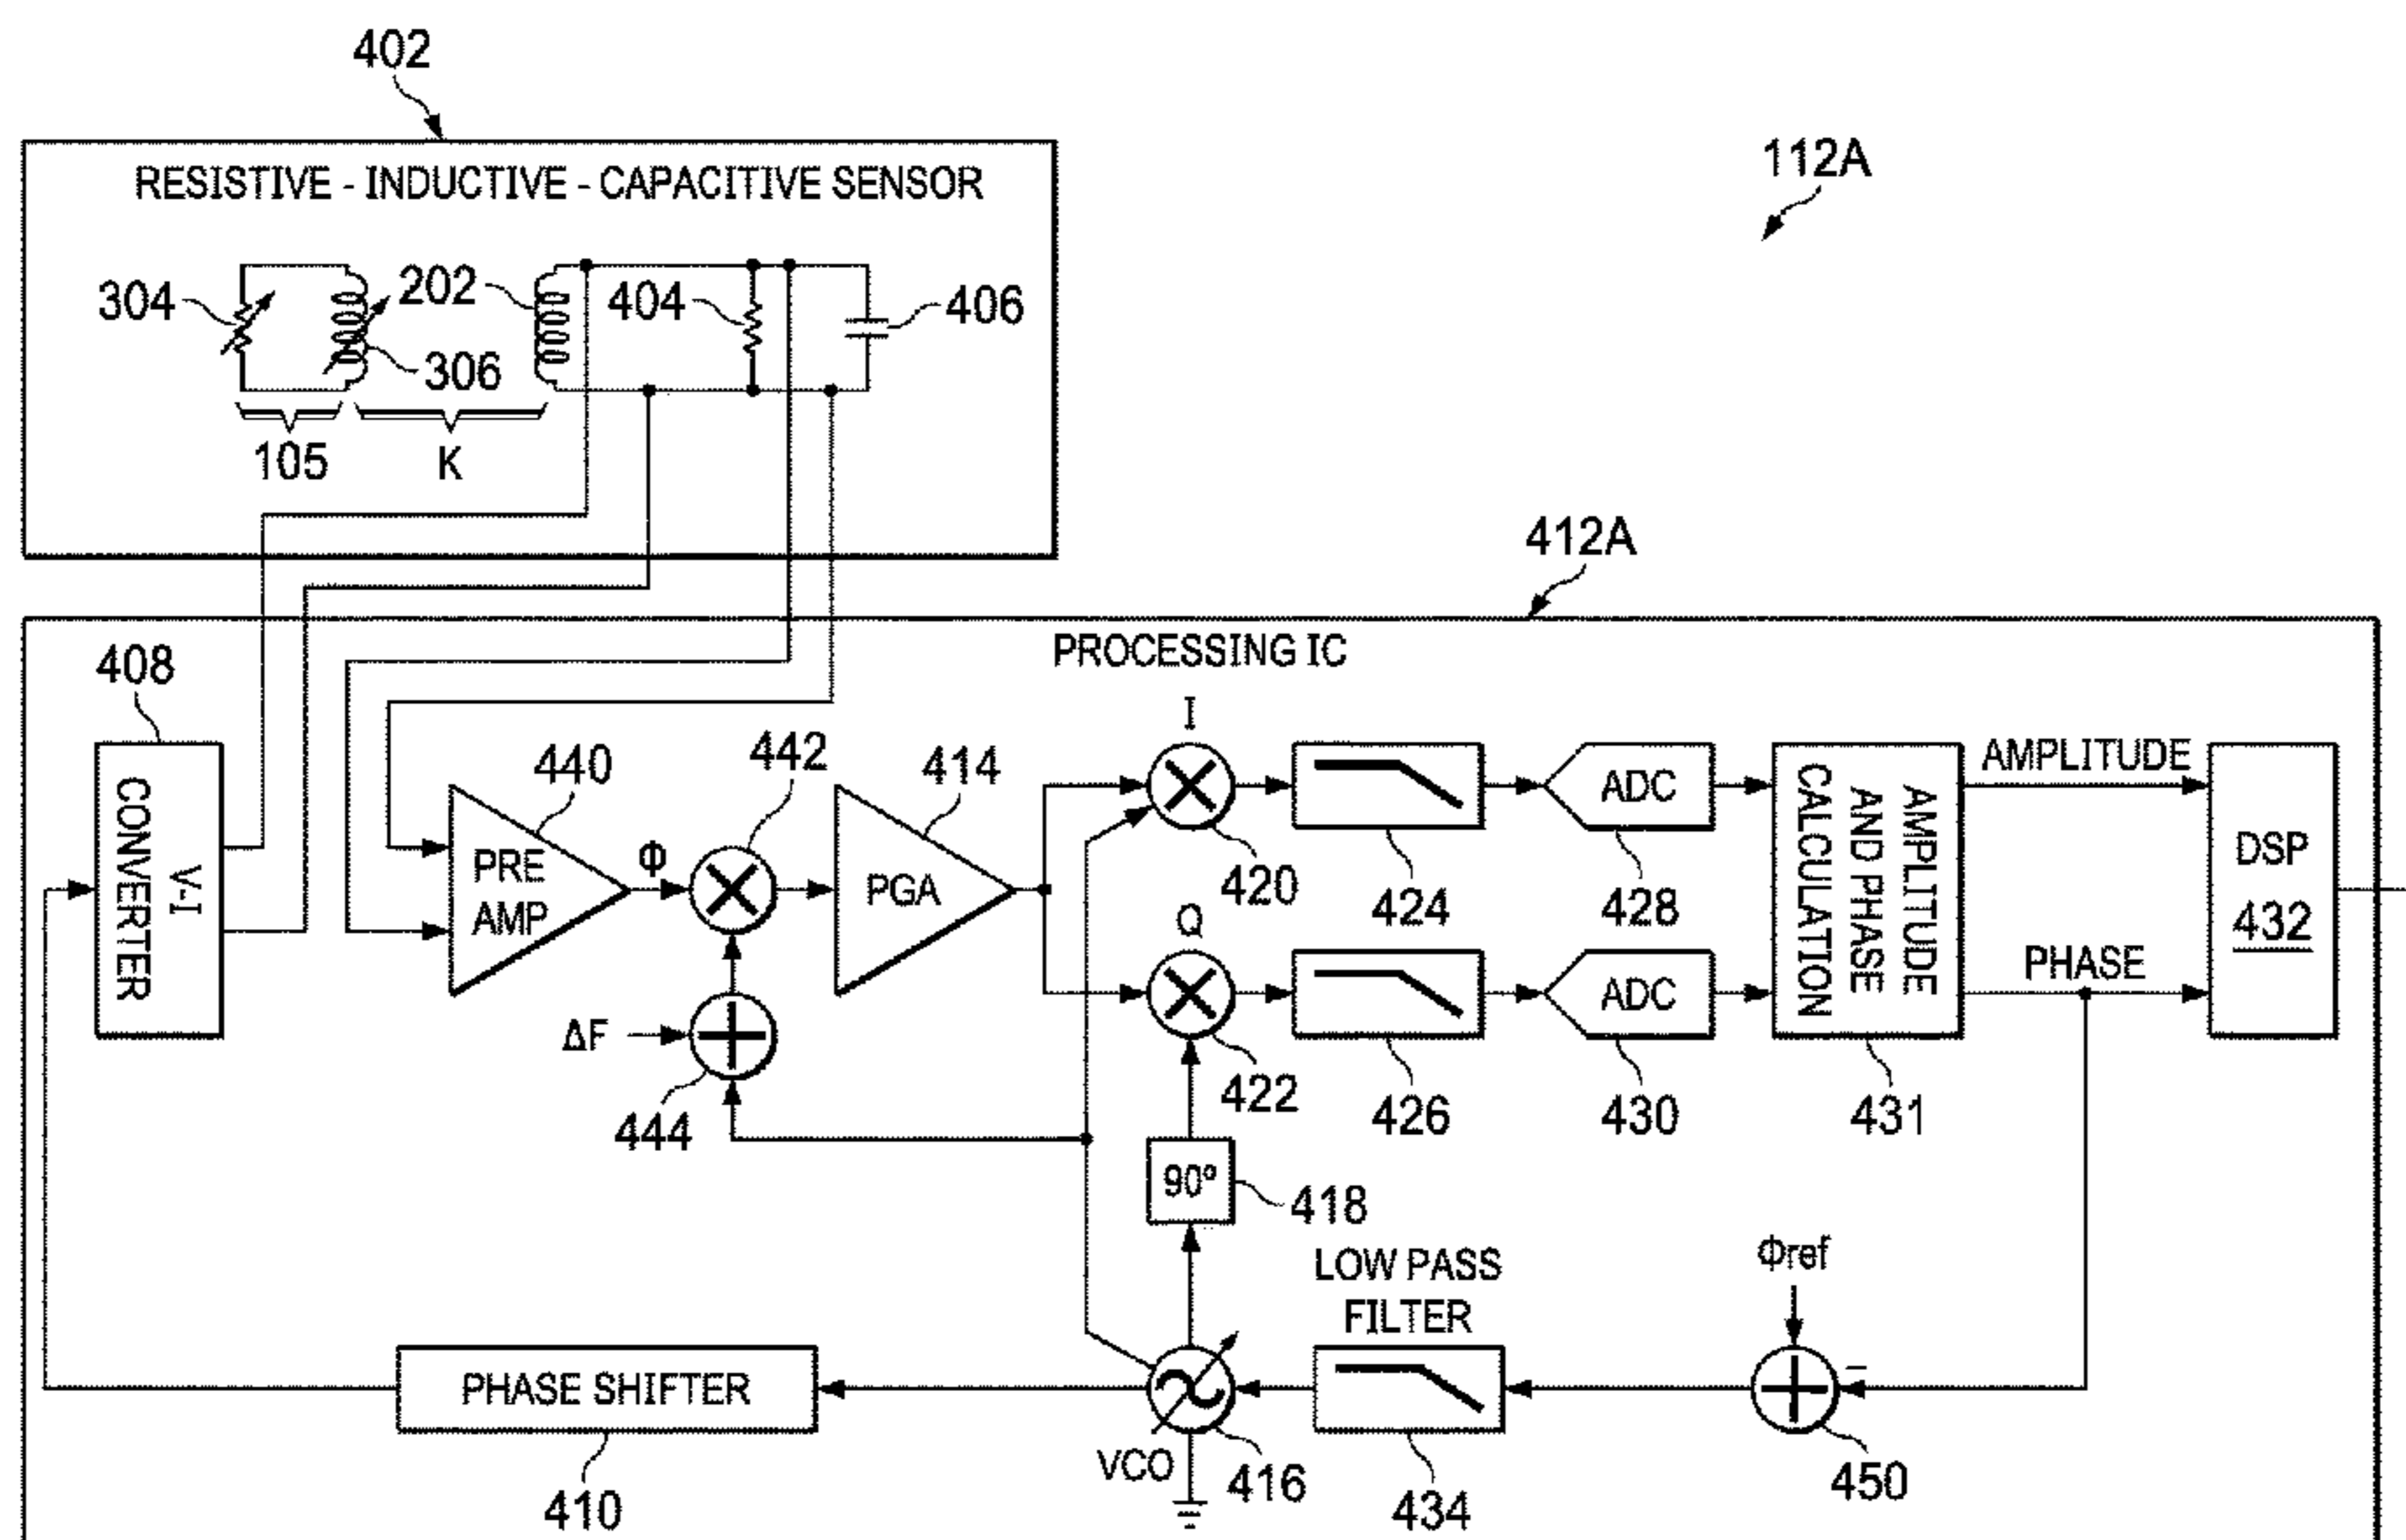 402
112A
RESISTIVE - INDUCTIVE - CAPACITIVE SENSOR
304
202
404
406
306
105
K
412A
PROCESSING IC
408
V-I
CONVERTER
440
PRE
AMP
Φ
442
414
PGA
ΔF
444
I
420
424
ADC
428
Q
422
426
ADC
430
AMPLITUDE
AND PHASE
CALCULATION
431
AMPLITUDE
PHASE
DSP
432
90º
418
LOW PASS
FILTER
434
Φref
−
450
VCO
416
PHASE SHIFTER
410